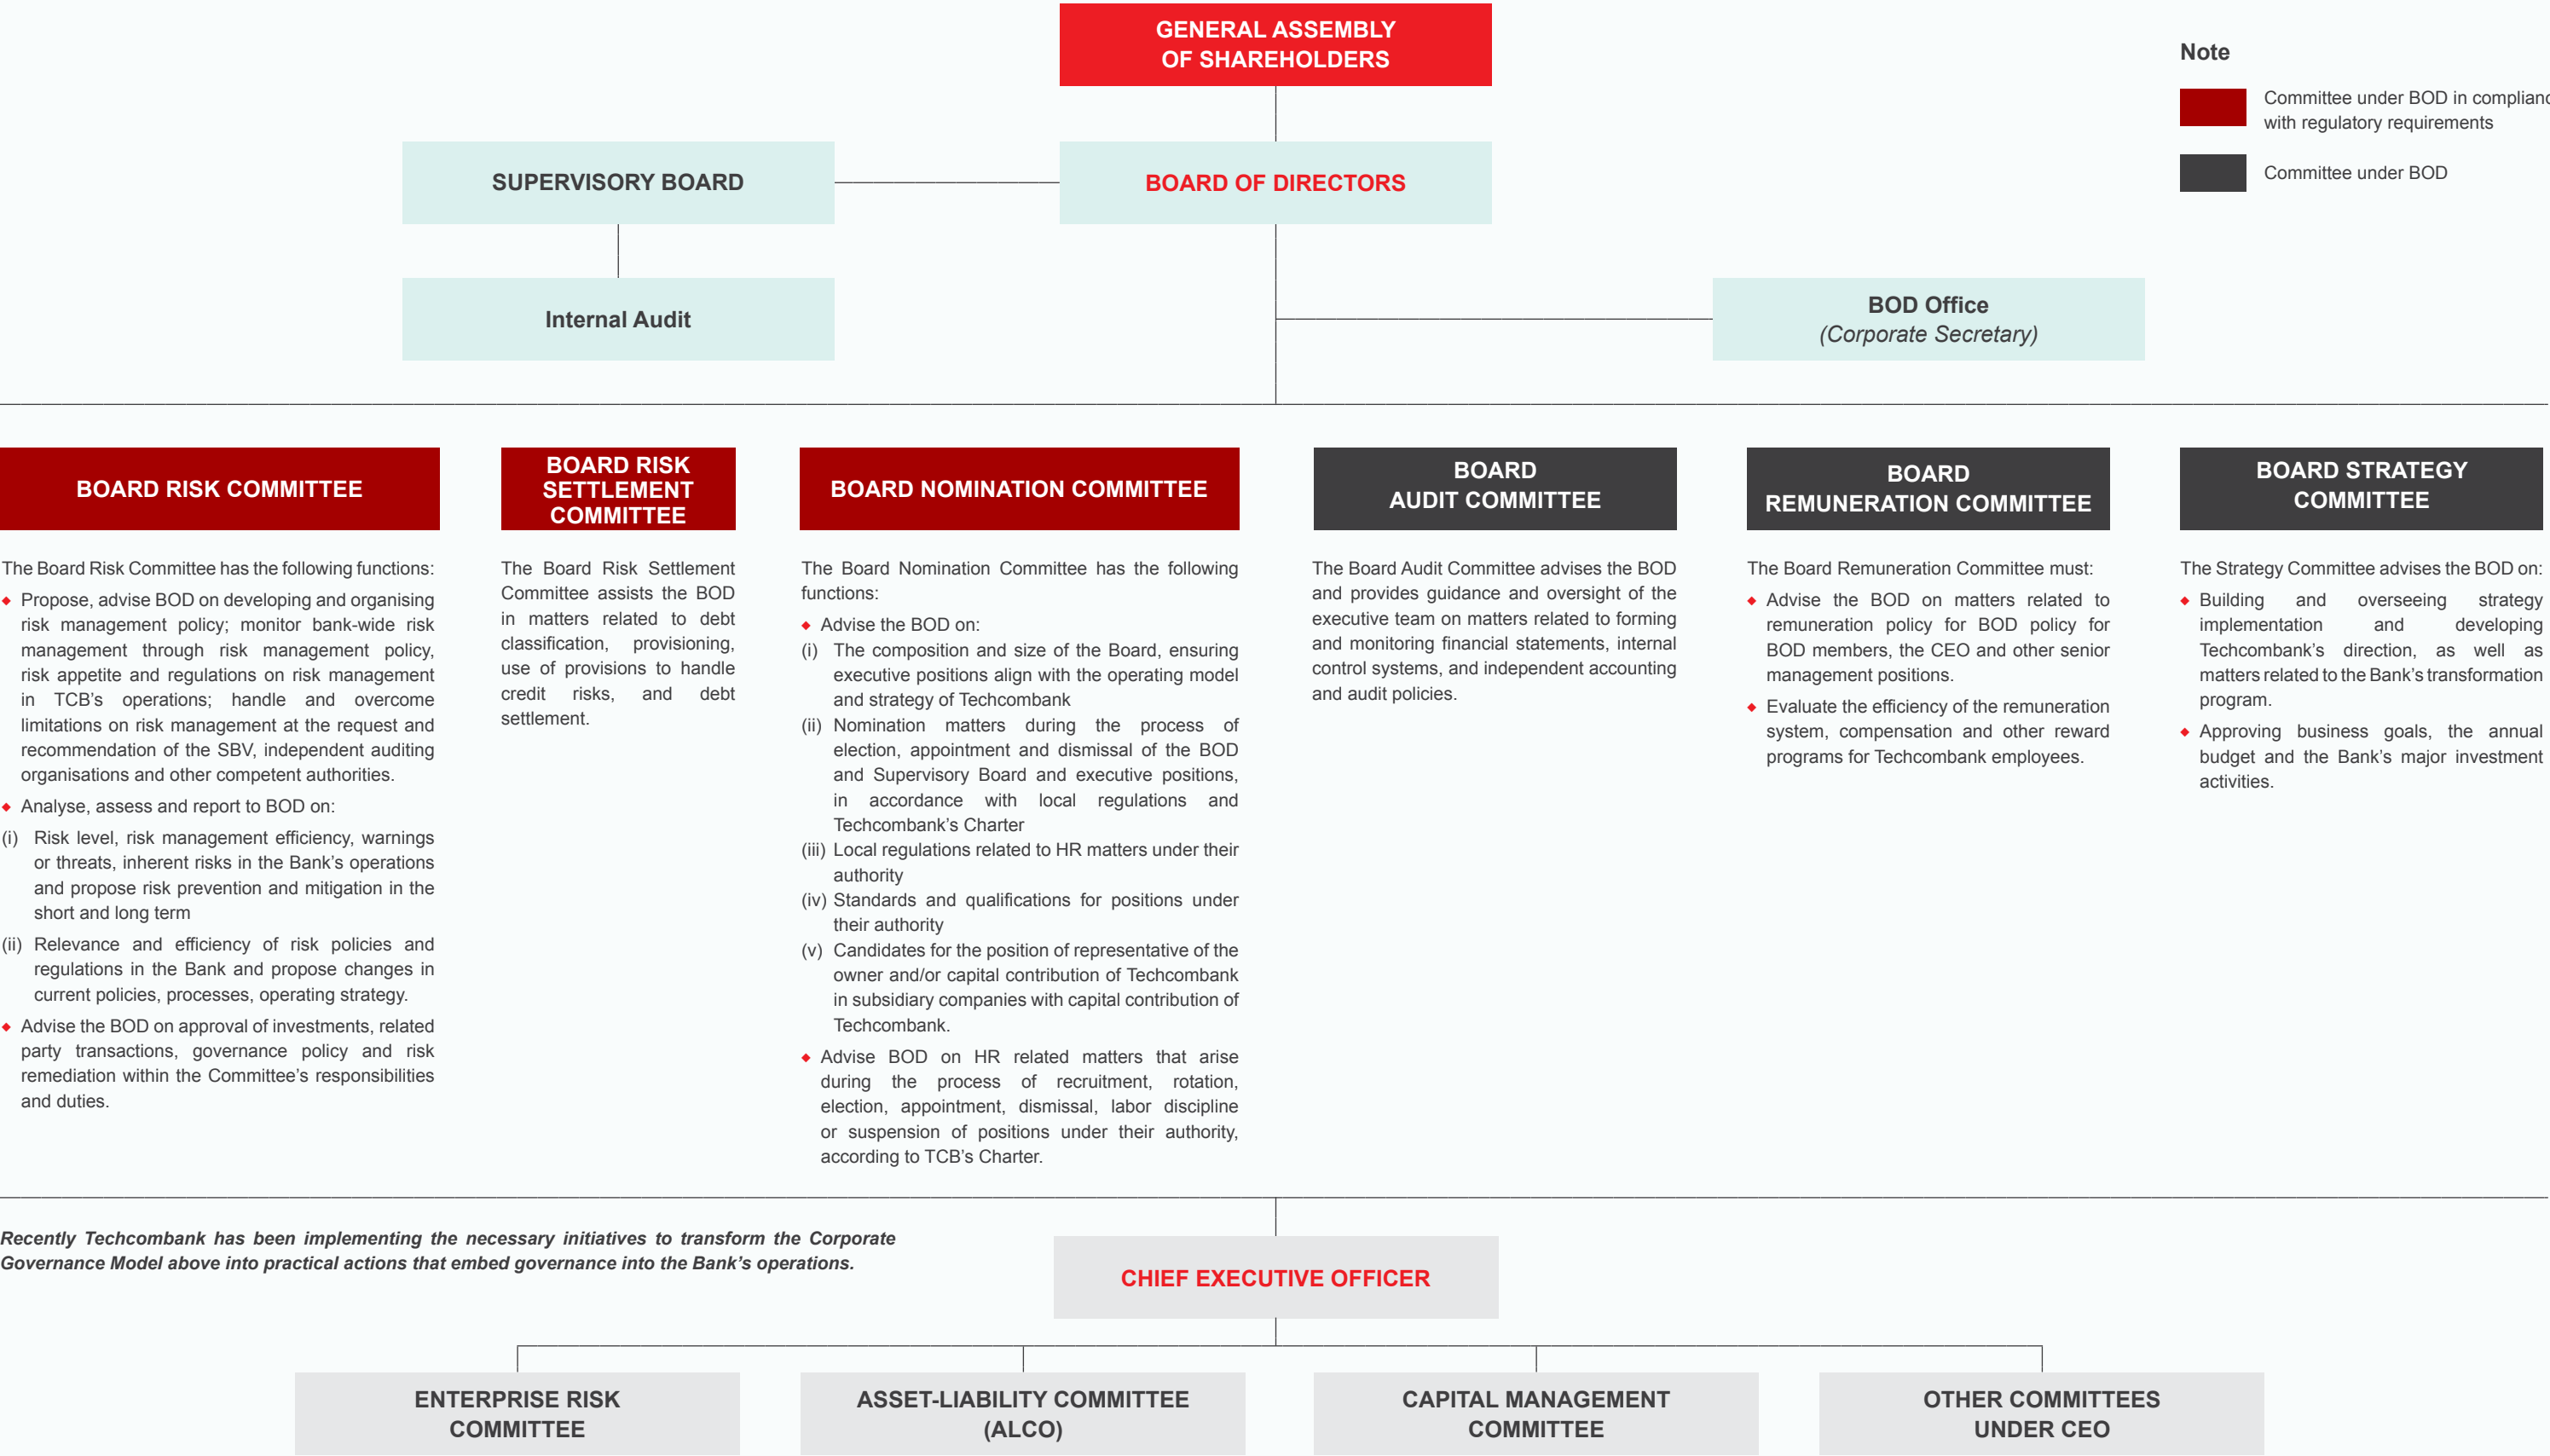 GENERAL ASSEMBLY
OF SHAREHOLDERS
Note
Committee under BOD in complianc
with regulatory requirements
Committee under BOD
SUPERVISORY BOARD
BOARD OF DIRECTORS
Internal Audit
BOD Office
(Corporate Secretary)
BOARD RISK COMMITTEE
The Board Risk Committee has the following functions:
Propose, advise BOD on developing and organising
risk management policy; monitor bank-wide risk
management through risk management policy,
risk appetite and regulations on risk management
in TCB's operations; handle and overcome
limitations on risk management at the request and
recommendation of the SBV, independent auditing
organisations and other competent authorities.
Analyse, assess and report to BOD on:
(i) Risk level, risk management efficiency, warnings
or threats, inherent risks in the Bank's operations
and propose risk prevention and mitigation in the
short and long term
(ii) Relevance and efficiency of risk policies and
regulations in the Bank and propose changes in
current policies, processes, operating strategy.
Advise the BOD on approval of investments, related
party transactions, governance policy and risk
remediation within the Committee's responsibilities
and duties.
BOARD RISK
SETTLEMENT
COMMITTEE
The Board Risk Settlement
Committee assists the BOD
in matters related to debt
classification, provisioning,
use of provisions to handle
credit risks, and debt
settlement.
BOARD NOMINATION COMMITTEE
The Board Nomination Committee has the following
functions:
Advise the BOD on:
(i) The composition and size of the Board, ensuring
executive positions align with the operating model
and strategy of Techcombank
(ii) Nomination matters during the process of
election, appointment and dismissal of the BOD
and Supervisory Board and executive positions,
in accordance with local regulations and
Techcombank's Charter
(iii) Local regulations related to HR matters under their
authority
(iv) Standards and qualifications for positions under
their authority
(v) Candidates for the position of representative of the
owner and/or capital contribution of Techcombank
in subsidiary companies with capital contribution of
Techcombank.
Advise BOD on HR related matters that arise
during the process of recruitment, rotation,
election, appointment, dismissal, labor discipline
or suspension of positions under their authority,
according to TCB's Charter.
BOARD
AUDIT COMMITTEE
The Board Audit Committee advises the BOD
and provides guidance and oversight of the
executive team on matters related to forming
and monitoring financial statements, internal
control systems, and independent accounting
and audit policies.
BOARD
REMUNERATION COMMITTEE
The Board Remuneration Committee must:
Advise the BOD on matters related to
remuneration policy for BOD policy for
BOD members, the CEO and other senior
management positions.
Evaluate the efficiency of the remuneration
system, compensation and other reward
programs for Techcombank employees.
BOARD STRATEGY
COMMITTEE
The Strategy Committee advises the BOD on:
Building and overseeing strategy
implementation and developing
Techcombank's direction, as well as
matters related to the Bank's transformation
program.
Approving business goals, the annual
budget and the Bank's major investment
activities.
Recently Techcombank has been implementing the necessary initiatives to transform the Corporate
Governance Model above into practical actions that embed governance into the Bank's operations.
CHIEF EXECUTIVE OFFICER
ENTERPRISE RISK
COMMITTEE
ASSET-LIABILITY COMMITTEE
(ALCO)
CAPITAL MANAGEMENT
COMMITTEE
OTHER COMMITTEES
UNDER CEO